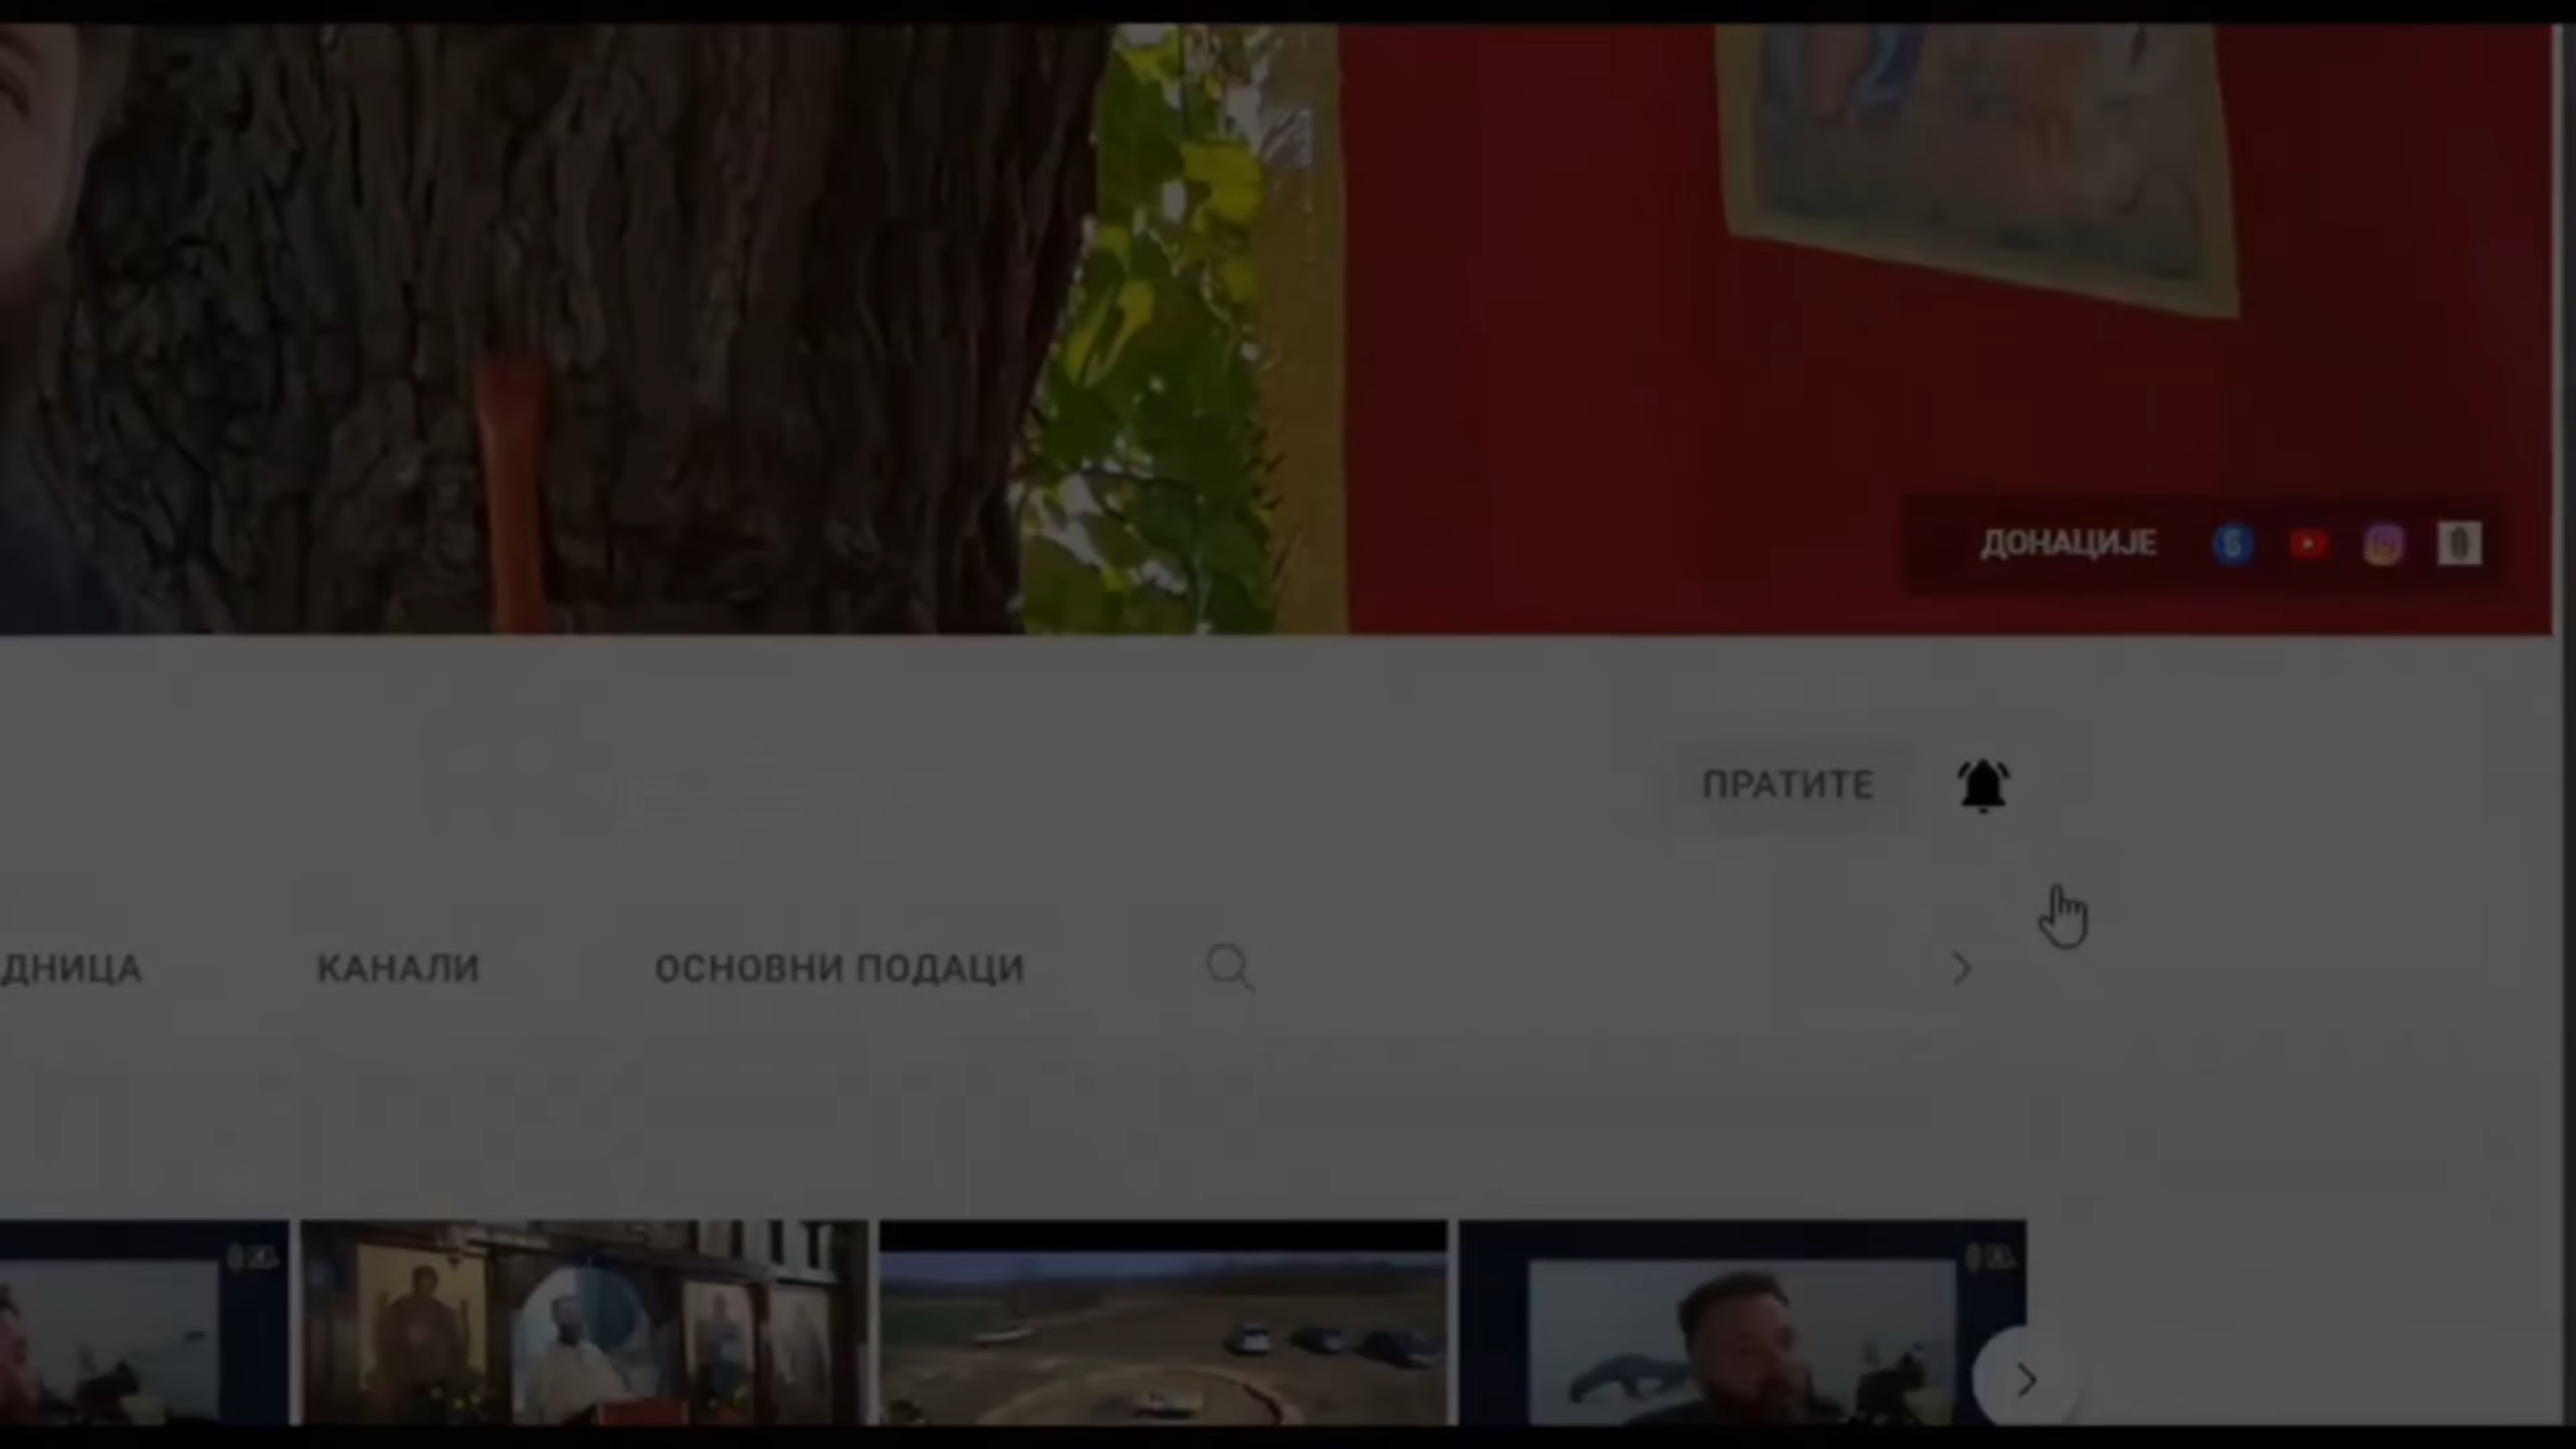 ДОНАЦИЈЕ
ПРАТИТЕ
ДНИЦА КАНАЛИ ОСНОВНИ ПОДАЦИ